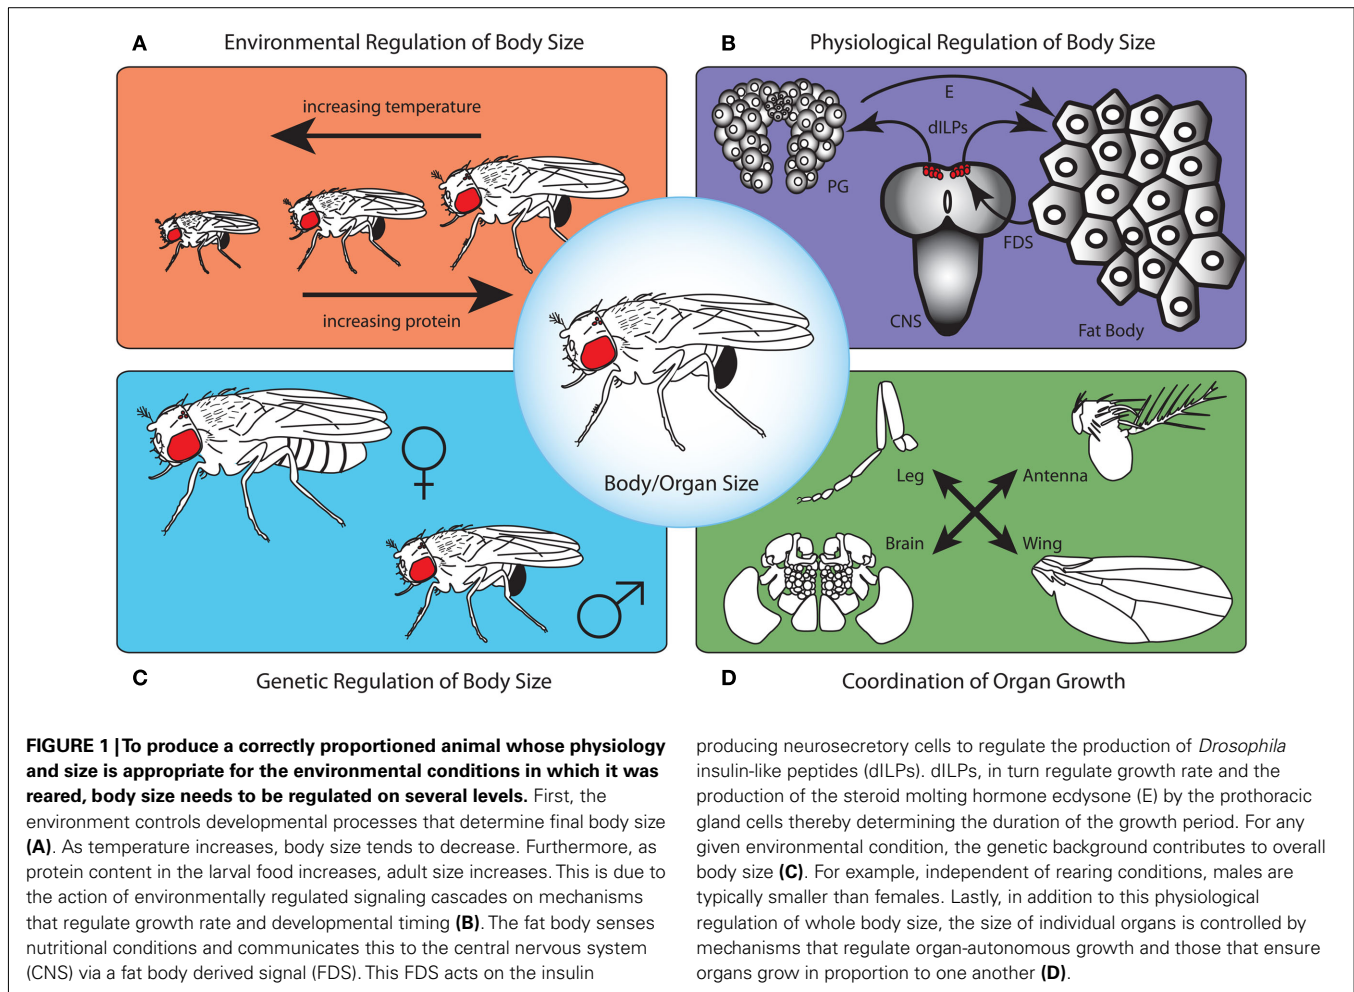 A Environmental Regulation of Body Size
increasing temperature
increasing protein
B Physiological Regulation of Body Size
E
dILPs
PG
FDS
CNS
Fat Body
Body/Organ Size
C Genetic Regulation of Body Size
♀
♂
Leg
Antenna
Brain
Wing
D Coordination of Organ Growth
FIGURE 1 | To produce a correctly proportioned animal whose physiology
and size is appropriate for the environmental conditions in which it was
reared, body size needs to be regulated on several levels. First, the
environment controls developmental processes that determine final body size
(A). As temperature increases, body size tends to decrease. Furthermore, as
protein content in the larval food increases, adult size increases. This is due to
the action of environmentally regulated signaling cascades on mechanisms
that regulate growth rate and developmental timing (B). The fat body senses
nutritional conditions and communicates this to the central nervous system
(CNS) via a fat body derived signal (FDS). This FDS acts on the insulin
producing neurosecretory cells to regulate the production of Drosophila
insulin-like peptides (dILPs). dILPs, in turn regulate growth rate and the
production of the steroid molting hormone ecdysone (E) by the prothoracic
gland cells thereby determining the duration of the growth period. For any
given environmental condition, the genetic background contributes to overall
body size (C). For example, independent of rearing conditions, males are
typically smaller than females. Lastly, in addition to this physiological
regulation of whole body size, the size of individual organs is controlled by
mechanisms that regulate organ-autonomous growth and those that ensure
organs grow in proportion to one another (D).